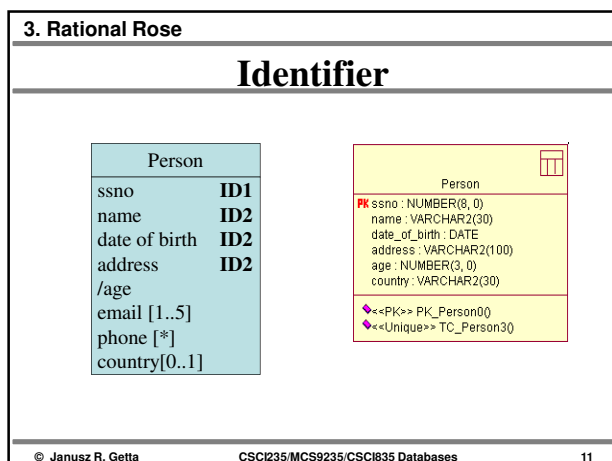 3. Rational Rose
Identifier
Person
ssno ID1
name ID2
date of birth ID2
address ID2
/age
email [1..5]
phone [*]
country[0..1]
Person
PK ssno : NUMBER(8, 0)
name : VARCHAR2(30)
date_of_birth : DATE
address : VARCHAR2(100)
age : NUMBER(3, 0)
country : VARCHAR2(30)
<<PK>> PK_Person0()
<<Unique>> TC_Person3()
© Janusz R. Getta CSCI235/MCS9235/CSCI835 Databases 11